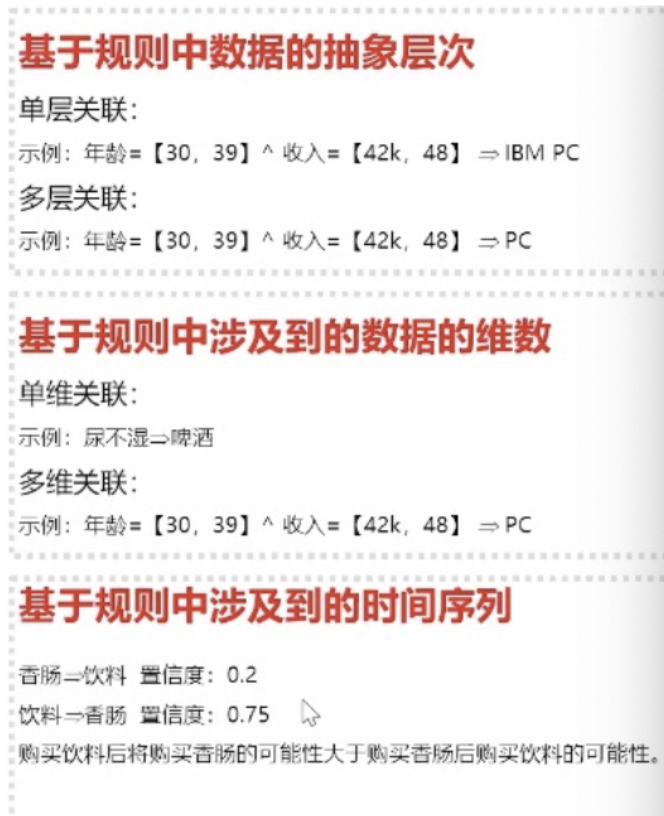 基于规则中数据的抽象层次
单层关联：
示例：年龄=【30，39】^ 收入=【42k，48】 ⇒ IBM PC
多层关联：
示例：年龄=【30，39】^ 收入=【42k，48】 ⇒ PC
基于规则中涉及到的数据的维数
单维关联：
示例：尿不湿⇒啤酒
多维关联：
示例：年龄=【30，39】^ 收入=【42k，48】 ⇒ PC
基于规则中涉及到的时间序列
香肠⇒饮料 置信度：0.2
饮料⇒香肠 置信度：0.75
购买饮料后将购买香肠的可能性大于购买香肠后购买饮料的可能性。